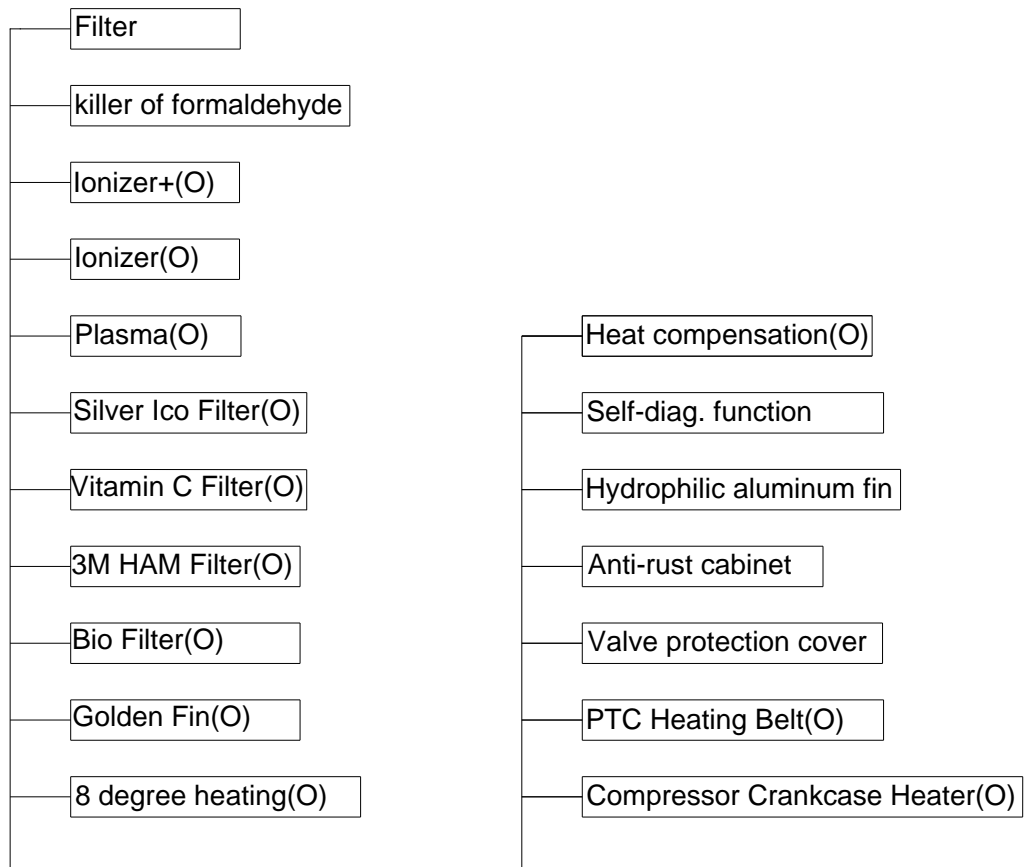 Filter
killer of formaldehyde
Ionizer+(O)
Ionizer(O)
Plasma(O)
Silver Ico Filter(O)
Vitamin C Filter(O)
3M HAM Filter(O)
Bio Filter(O)
Golden Fin(O)
8 degree heating(O)
Heat compensation(O)
Self-diag. function
Hydrophilic aluminum fin
Anti-rust cabinet
Valve protection cover
PTC Heating Belt(O)
Compressor Crankcase Heater(O)